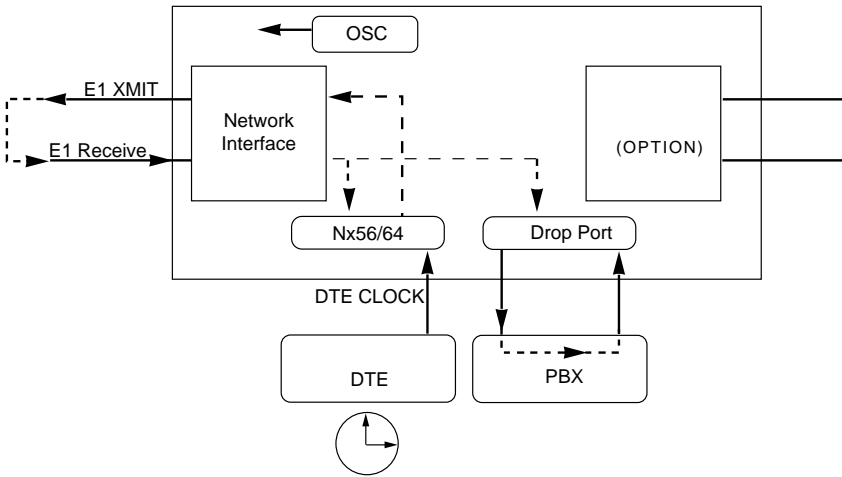 OSC
E1 XMIT
Network
Interface
E1 Receive
(OPTION)
Nx56/64
Drop Port
DTE CLOCK
DTE
PBX